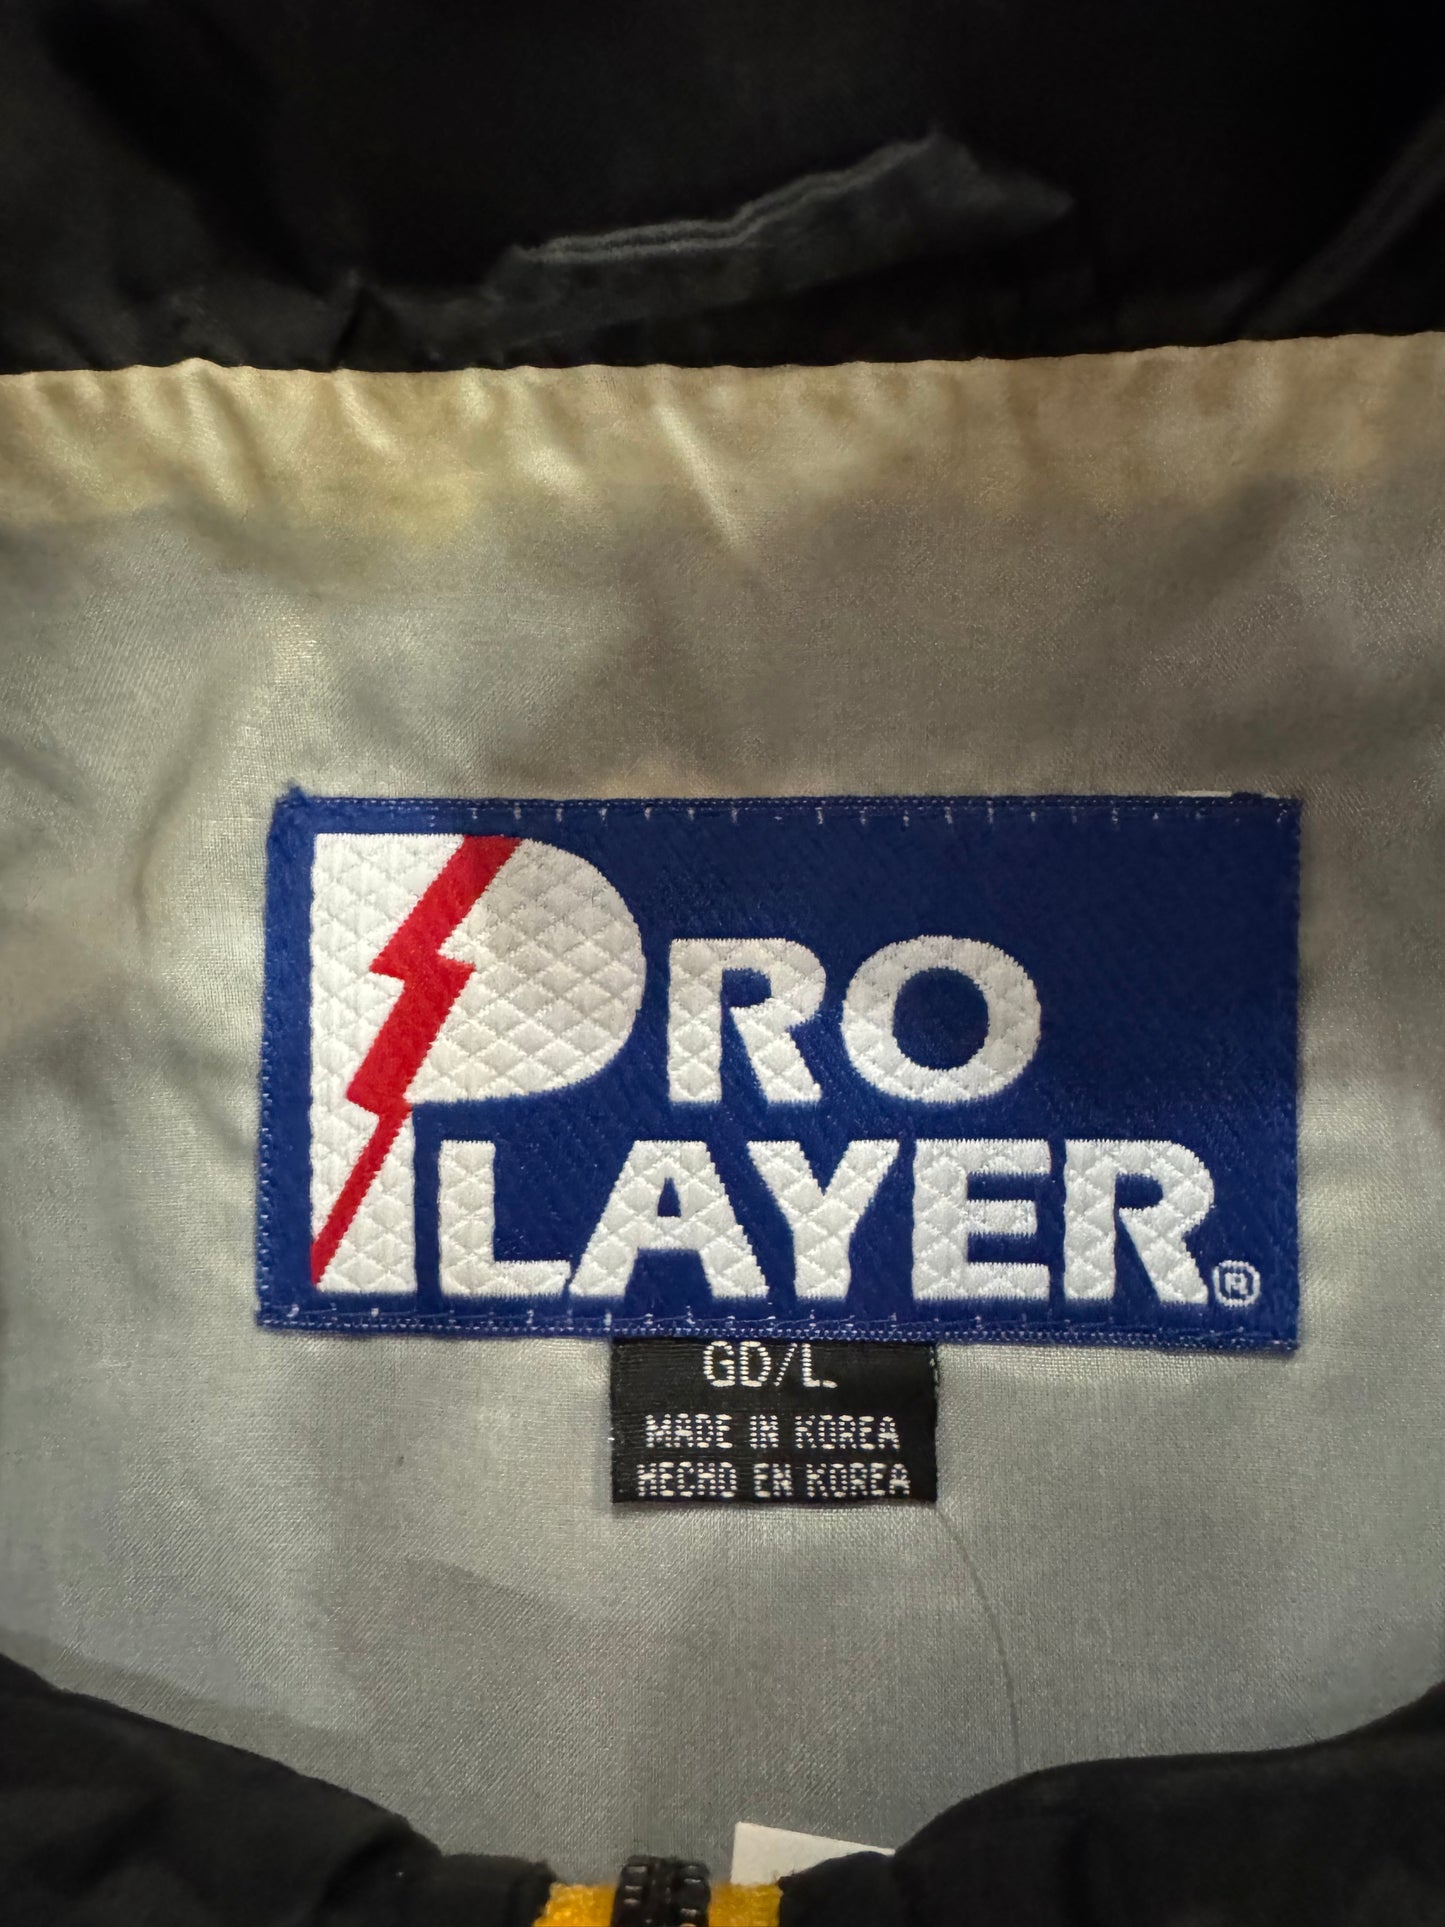 PRO
PLAYER®
GD/L
MADE IN KOREA
HECHO EN KOREA